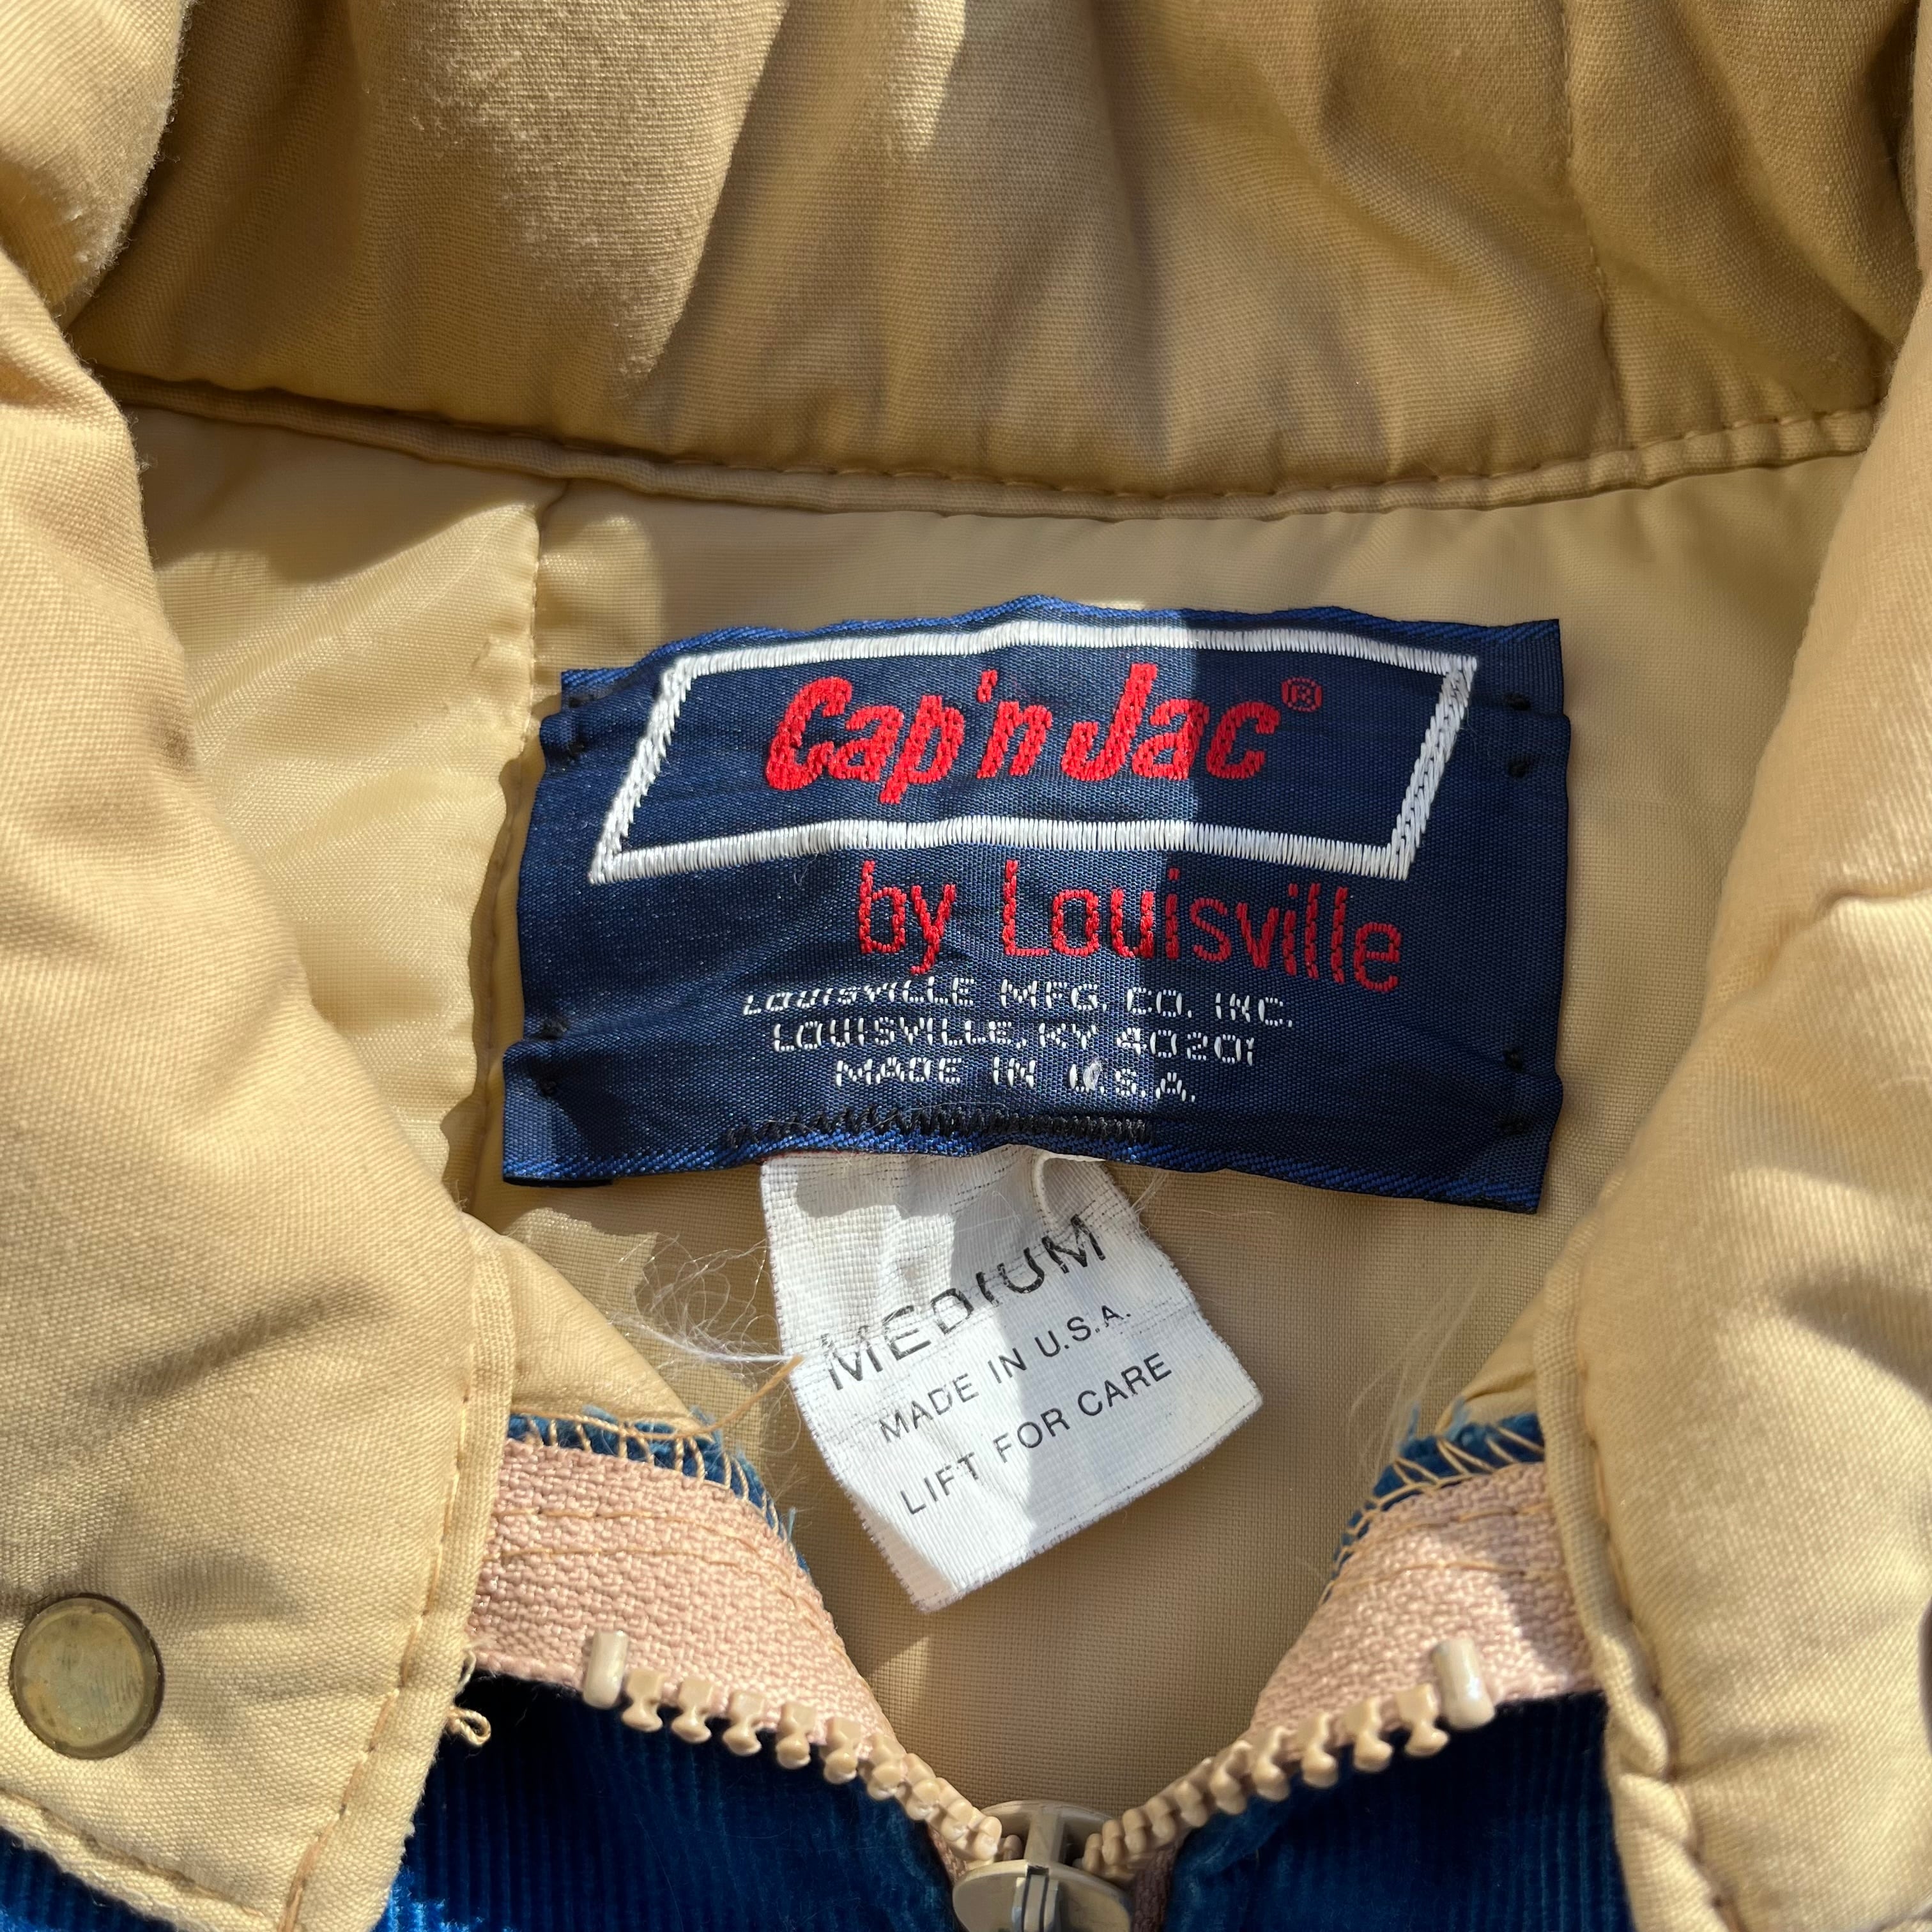 Cap'n Jac®
by Louisville
LOUISVILLE MFG. CO. INC.
LOUISVILLE, KY 40201
MADE IN U.S.A.
MEDIUM
MADE IN U.S.A.
LIFT FOR CARE